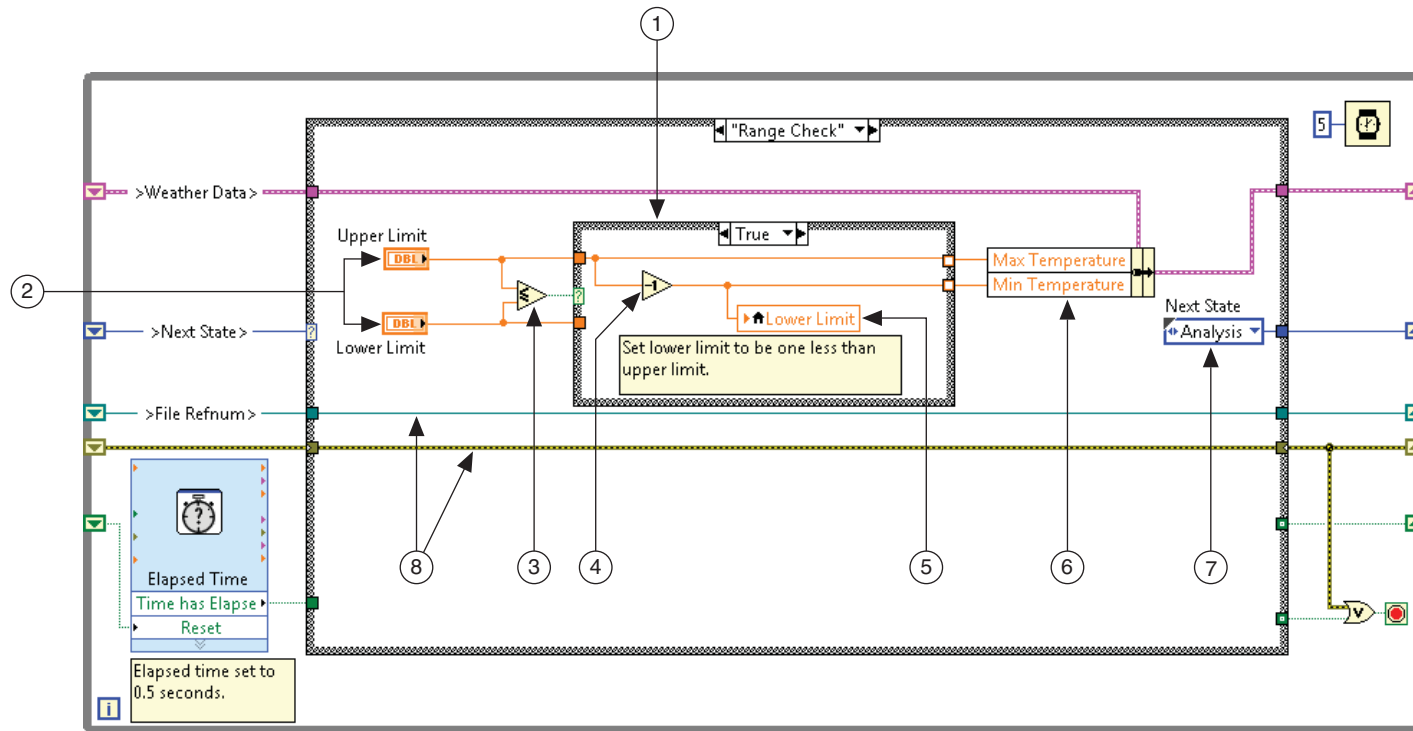 1
"Range Check"
5
>Weather Data>
True
Upper Limit
DBL
Max Temperature
2
≤
-1
Min Temperature
?
Next State
>Next State>
?
DBL
Lower Limit
Analysis
Lower Limit
Set lower limit to be one less than
upper limit.
>File Refnum>
?
8
3
4
5
6
7
Elapsed Time
Time has Elapse
Reset
V
Elapsed time set to
0.5 seconds.
i